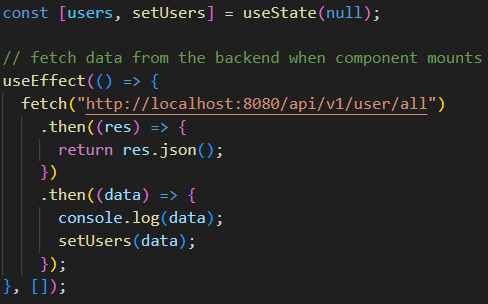 const [users, setUsers] = useState(null);

// fetch data from the backend when component mounts
useEffect(() => {
  fetch("http://localhost:8080/api/v1/user/all")
    .then((res) => {
      return res.json();
    })
    .then((data) => {
      console.log(data);
      setUsers(data);
    });
}, []);